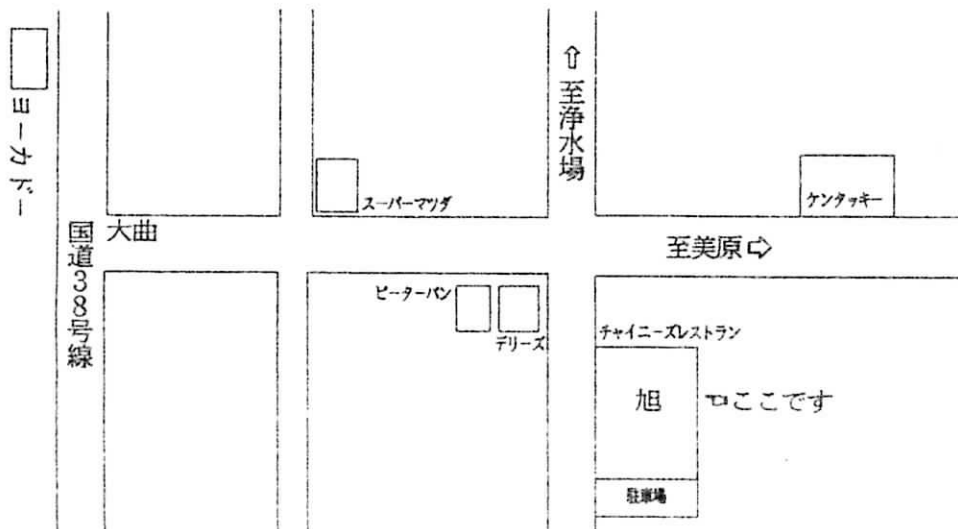 ヨーカドー
国道38号線
大曲
スーパーマツダ
⇧至浄水場
ケンタッキー
至美原⇨
ピーターパン
デリーズ
チャイニーズレストラン
旭
☜ここです
駐車場